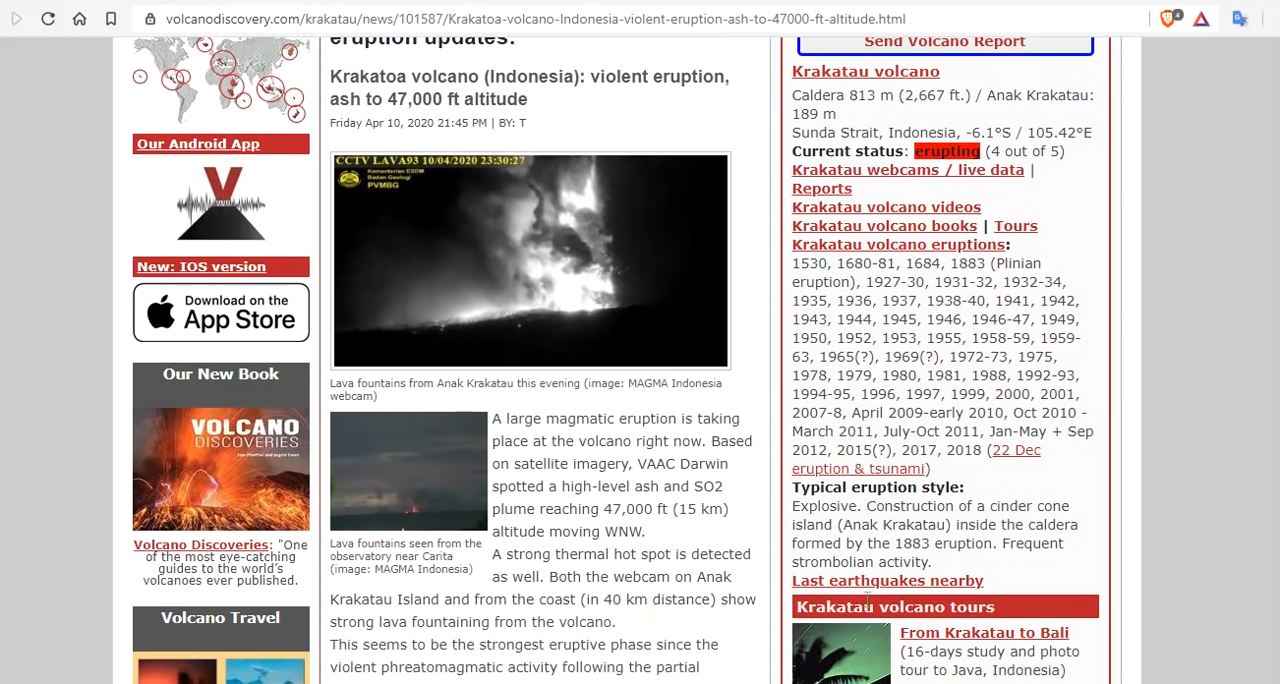 volcanodiscovery.com/krakatau/news/101587/Krakatoa-volcano-Indonesia-violent-eruption-ash-to-47000-ft-altitude.html
4
Our Android App
New: IOS version
Download on the
App Store
Our New Book
VOLCANO
DISCOVERIES
Volcano Discoveries: "One
of the most eye-catching
guides to the world's
volcanoes ever published.
Volcano Travel
eruption updates:
Krakatoa volcano (Indonesia): violent eruption,
ash to 47,000 ft altitude
Friday Apr 10, 2020 21:45 PM | BY: T
CCTV LAVA93 10/04/2020 23:30:27
Kementerian ESDM
Badan Geologi
PVMBG
Lava fountains from Anak Krakatau this evening (image: MAGMA Indonesia
webcam)
A large magmatic eruption is taking
place at the volcano right now. Based
on satellite imagery, VAAC Darwin
spotted a high-level ash and SO2
plume reaching 47,000 ft (15 km)
altitude moving WNW.
Lava fountains seen from the
observatory near Carita
(image: MAGMA Indonesia)
A strong thermal hot spot is detected
as well. Both the webcam on Anak
Krakatau Island and from the coast (in 40 km distance) show
strong lava fountaining from the volcano.
This seems to be the strongest eruptive phase since the
violent phreatomagmatic activity following the partial
Send Volcano Report
Krakatau volcano
Caldera 813 m (2,667 ft.) / Anak Krakatau:
189 m
Sunda Strait, Indonesia, -6.1°S / 105.42°E
Current status: erupting (4 out of 5)
Krakatau webcams / live data |
Reports
Krakatau volcano videos
Krakatau volcano books | Tours
Krakatau volcano eruptions:
1530, 1680-81, 1684, 1883 (Plinian
eruption), 1927-30, 1931-32, 1932-34,
1935, 1936, 1937, 1938-40, 1941, 1942,
1943, 1944, 1945, 1946, 1946-47, 1949,
1950, 1952, 1953, 1955, 1958-59, 1959-
63, 1965(?), 1969(?), 1972-73, 1975,
1978, 1979, 1980, 1981, 1988, 1992-93,
1994-95, 1996, 1997, 1999, 2000, 2001,
2007-8, April 2009-early 2010, Oct 2010 -
March 2011, July-Oct 2011, Jan-May + Sep
2012, 2015(?), 2017, 2018 (22 Dec
eruption & tsunami)
Typical eruption style:
Explosive. Construction of a cinder cone
island (Anak Krakatau) inside the caldera
formed by the 1883 eruption. Frequent
strombolian activity.
Last earthquakes nearby
Krakatau volcano tours
From Krakatau to Bali
(16-days study and photo
tour to Java, Indonesia)